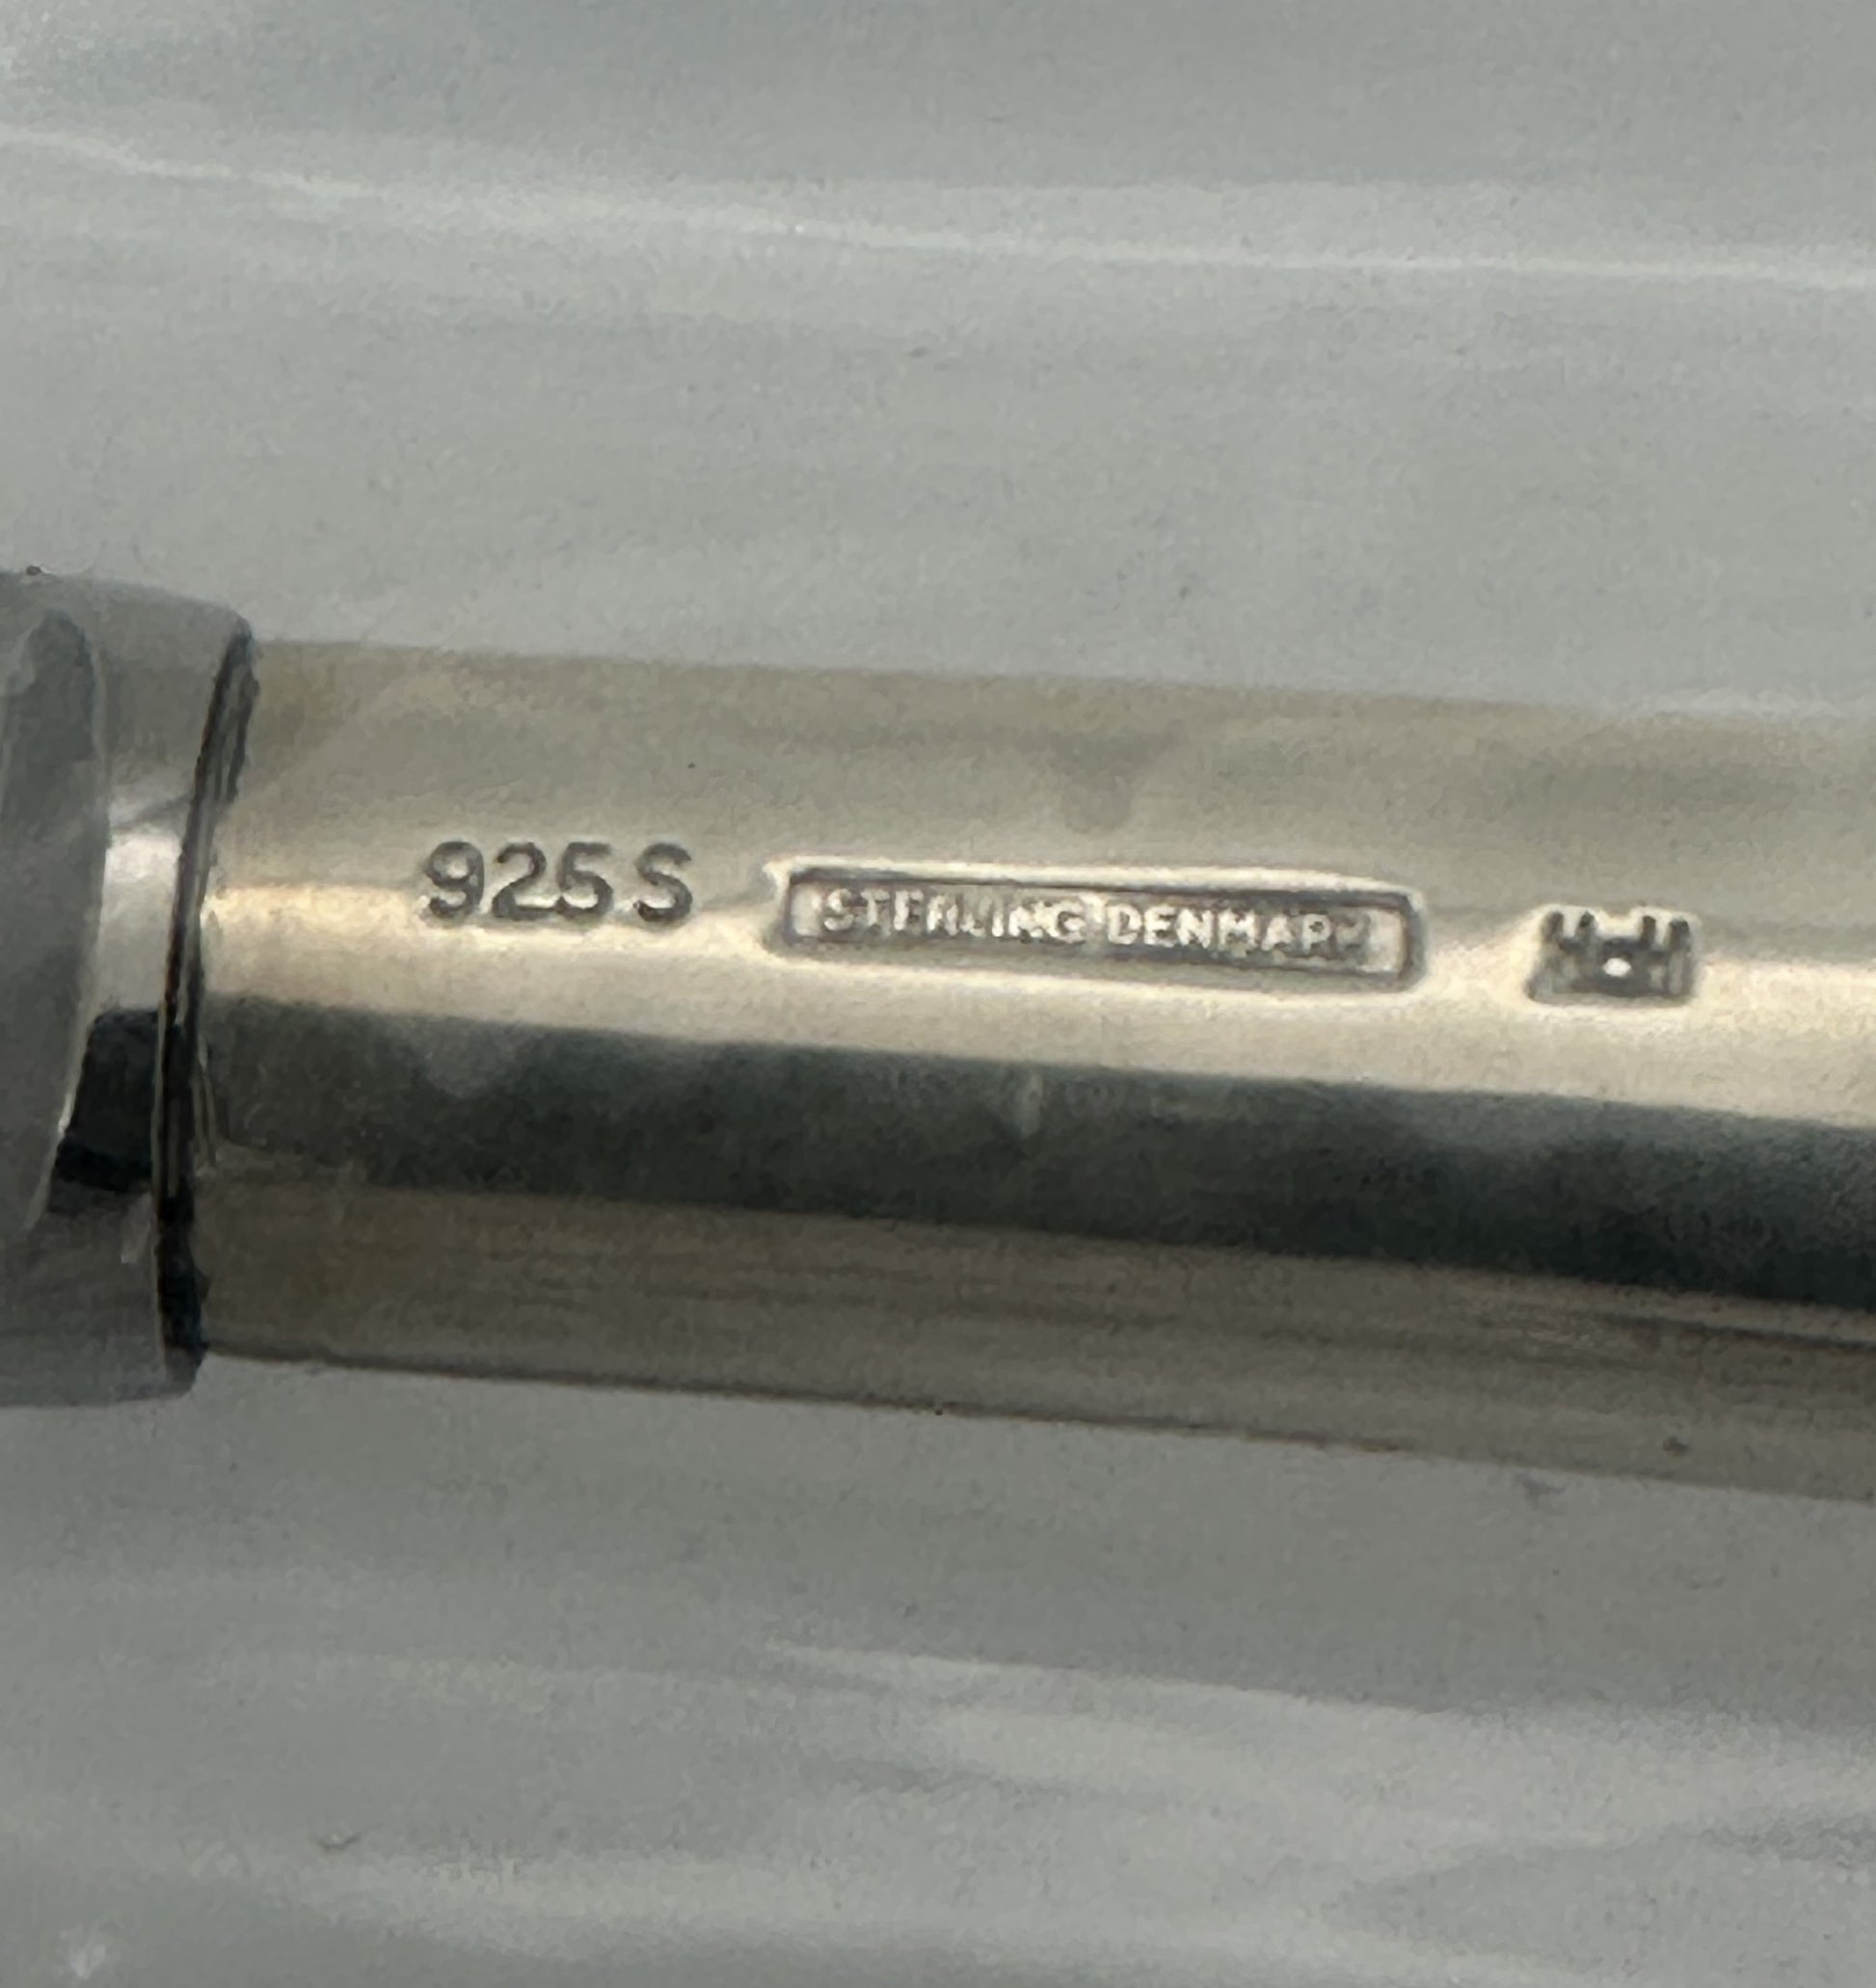 925 S STERLING DENMARK